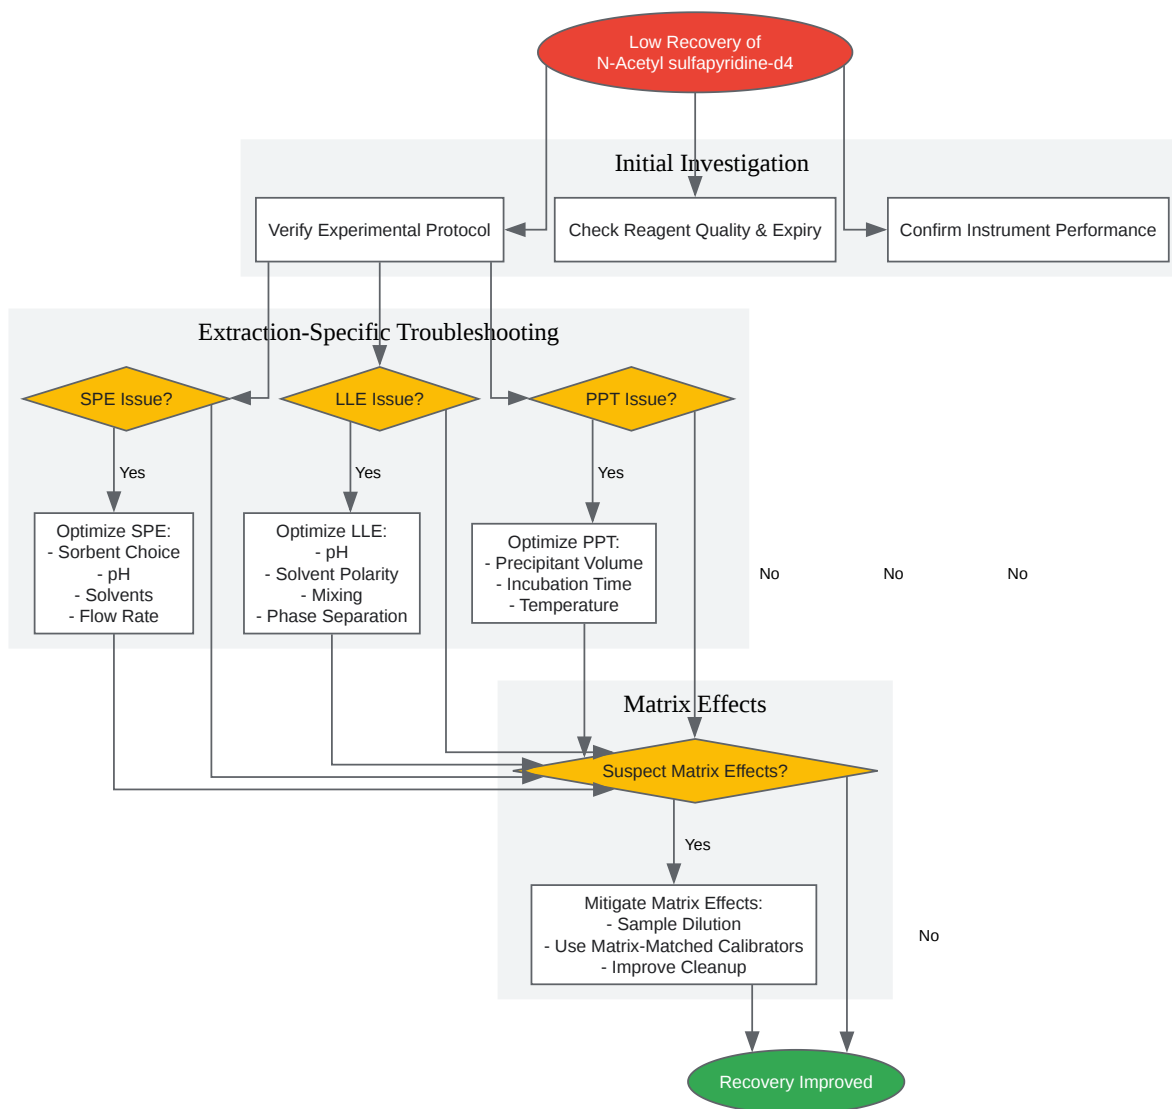 Low Recovery of
N-Acetyl sulfapyridine-d4
Initial Investigation
Verify Experimental Protocol
Check Reagent Quality & Expiry
Confirm Instrument Performance
Extraction-Specific Troubleshooting
SPE Issue?
LLE Issue?
PPT Issue?
Yes
Yes
Yes
Optimize SPE:
- Sorbent Choice
- pH
- Solvents
- Flow Rate
Optimize LLE:
- pH
- Solvent Polarity
- Mixing
- Phase Separation
Optimize PPT:
- Precipitant Volume
- Incubation Time
- Temperature
No
No
No
Matrix Effects
Suspect Matrix Effects?
Yes
Mitigate Matrix Effects:
- Sample Dilution
- Use Matrix-Matched Calibrators
- Improve Cleanup
No
Recovery Improved